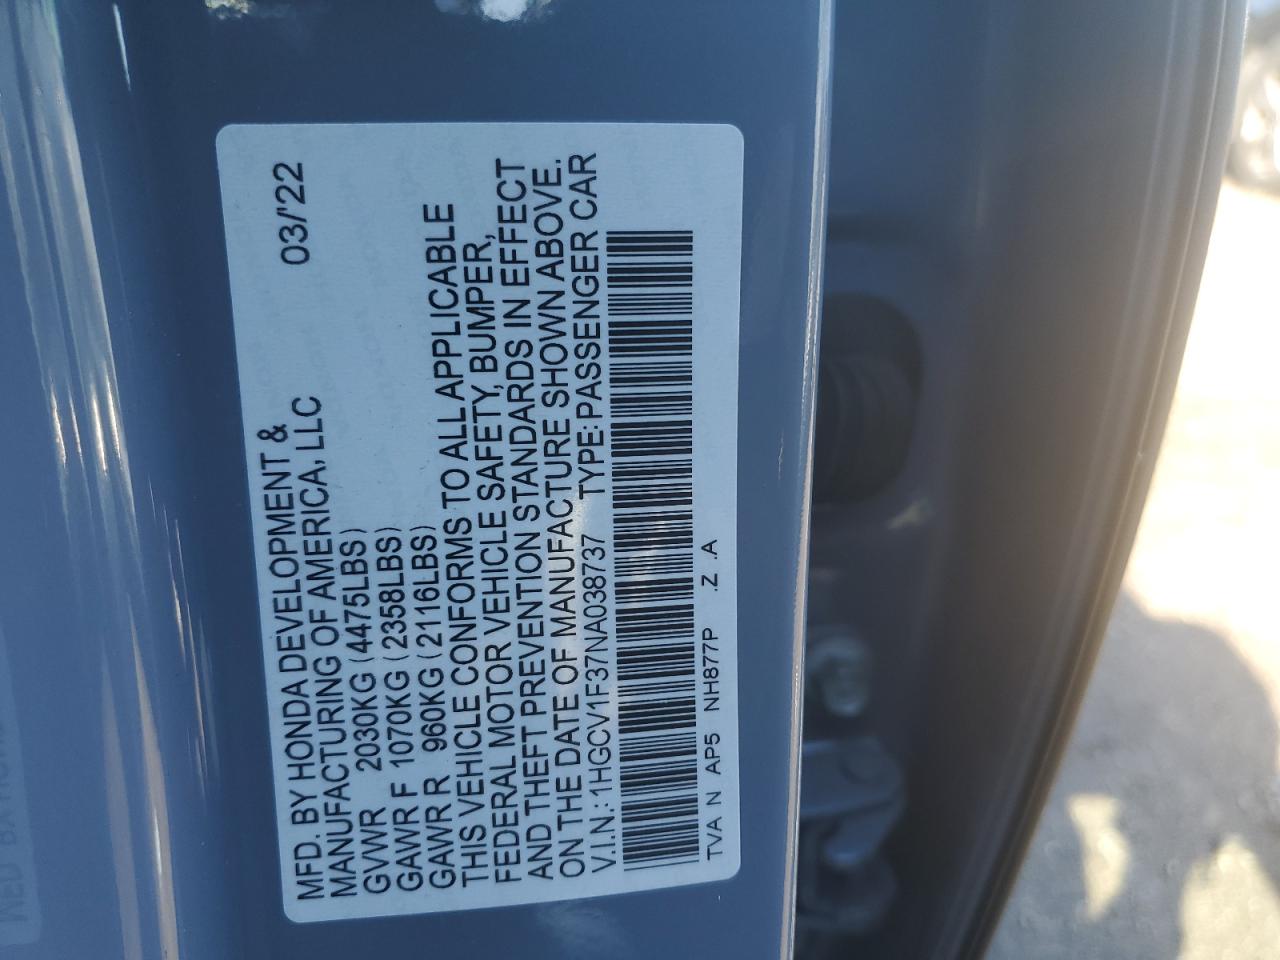 MFD. BY HONDA DEVELOPMENT &
MANUFACTURING OF AMERICA, LLC 03/'22
GVWR 2030KG (4475LBS)
GAWR F 1070KG (2358LBS)
GAWR R 960KG (2116LBS)
THIS VEHICLE CONFORMS TO ALL APPLICABLE
FEDERAL MOTOR VEHICLE SAFETY, BUMPER,
AND THEFT PREVENTION STANDARDS IN EFFECT
ON THE DATE OF MANUFACTURE SHOWN ABOVE.
V.I.N.: 1HGCV1F37NA038737 TYPE: PASSENGER CAR
TVA N AP5 NH877P .Z .A